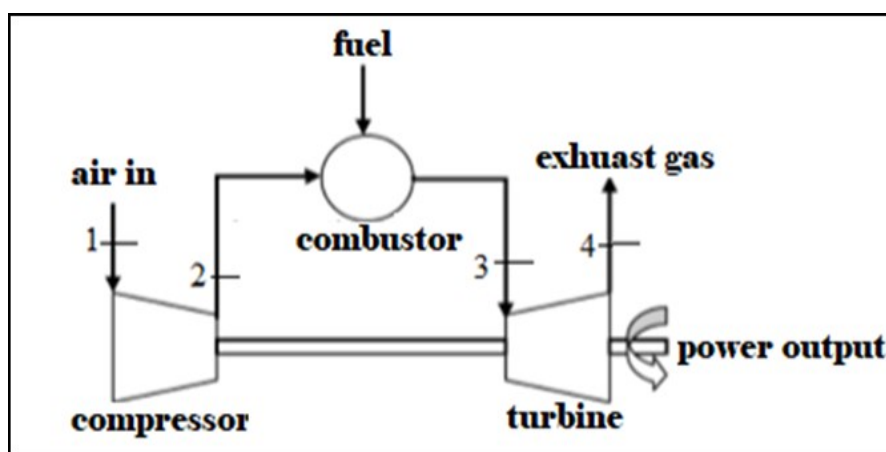 fuel
air in
exhuast gas
combustor
1
2
3
4
power output
compressor
turbine